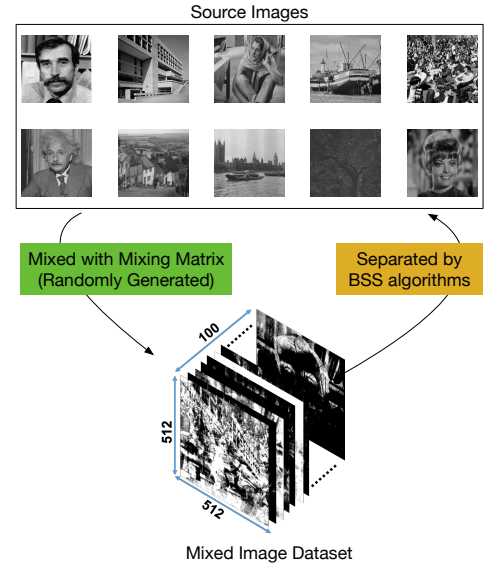 Source Images
Mixed with Mixing Matrix
(Randomly Generated)
Separated by
BSS algorithms
100
512
512
Mixed Image Dataset